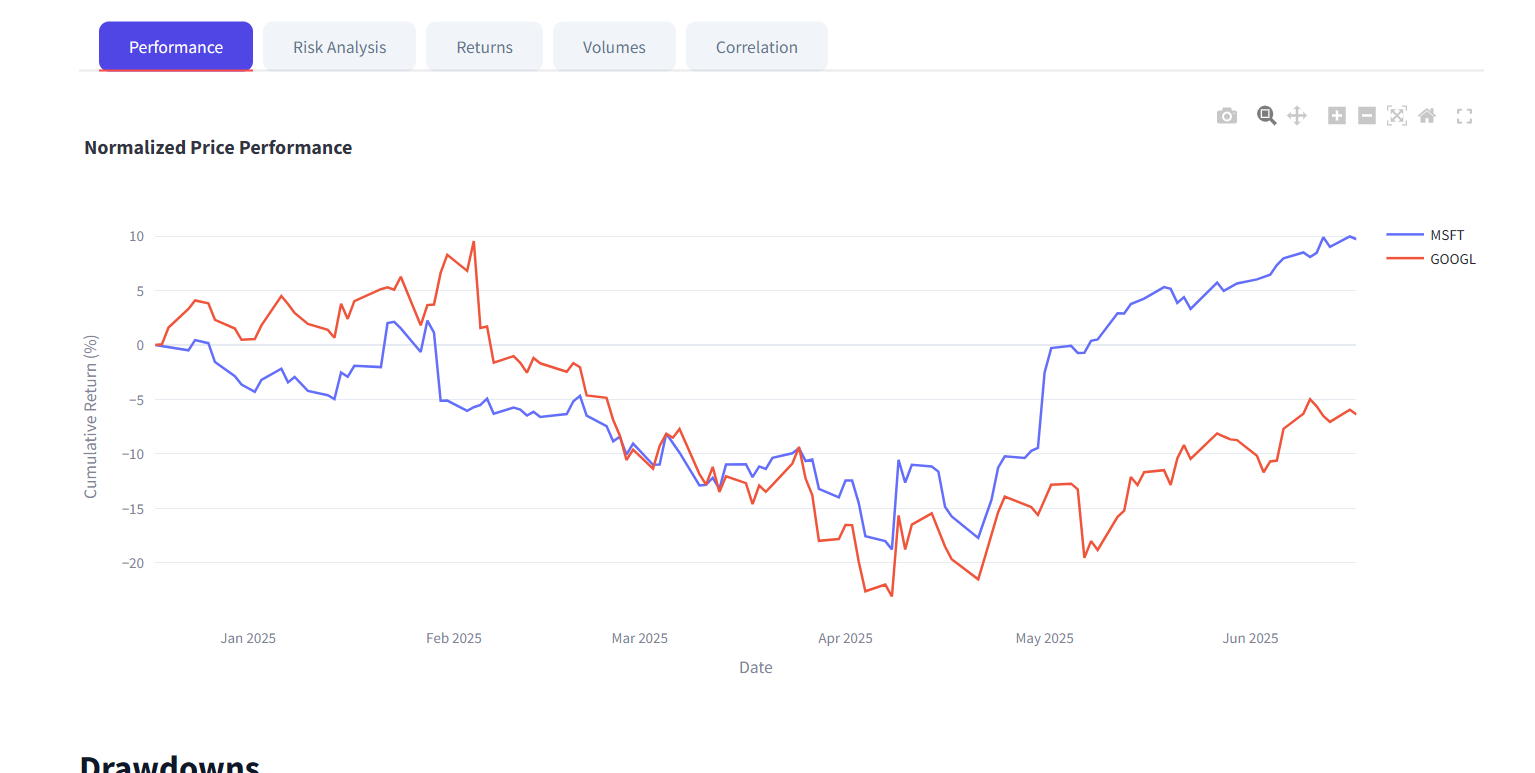 Performance
Risk Analysis
Returns
Volumes
Correlation
Normalized Price Performance
10
5
0
−5
−10
−15
−20
Cumulative Return (%)
MSFT
GOOGL
Jan 2025
Feb 2025
Mar 2025
Apr 2025
May 2025
Jun 2025
Date
Drawdowns